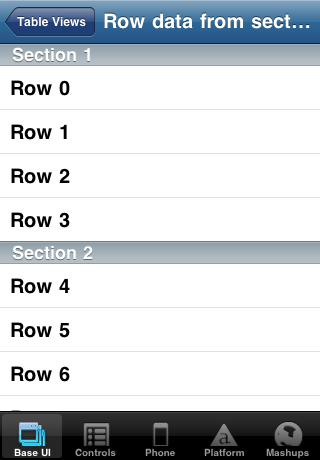 Table Views
Row data from sect...
Section 1
Row 0
Row 1
Row 2
Row 3
Section 2
Row 4
Row 5
Row 6
Base UI
Controls
Phone
Platform
Mashups